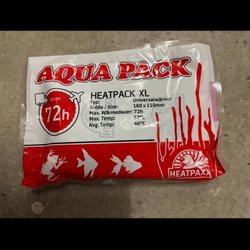 AQUA PACK
HEATPACK XL
72h
Typ: Universalwärmer
Größe / Size: 160 x 110mm
Max. Wärmedauer: 72h
Max. Temp:
Avg. Temp: 46°C
HEATPAXX